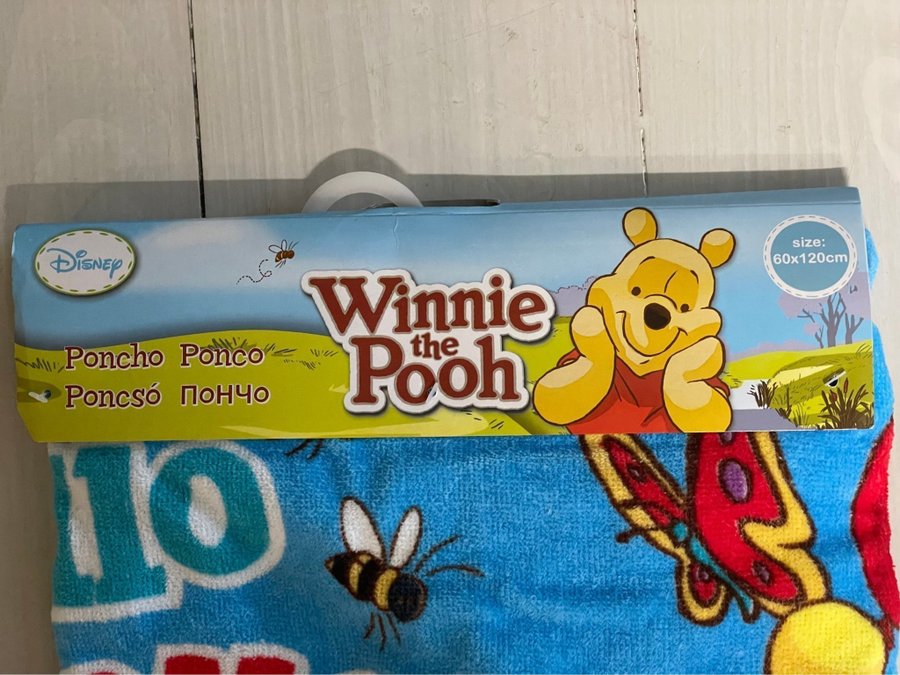 Disney
Winnie
the
Pooh
size:
60x120cm
Poncho Ponco
Poncsó Пончо